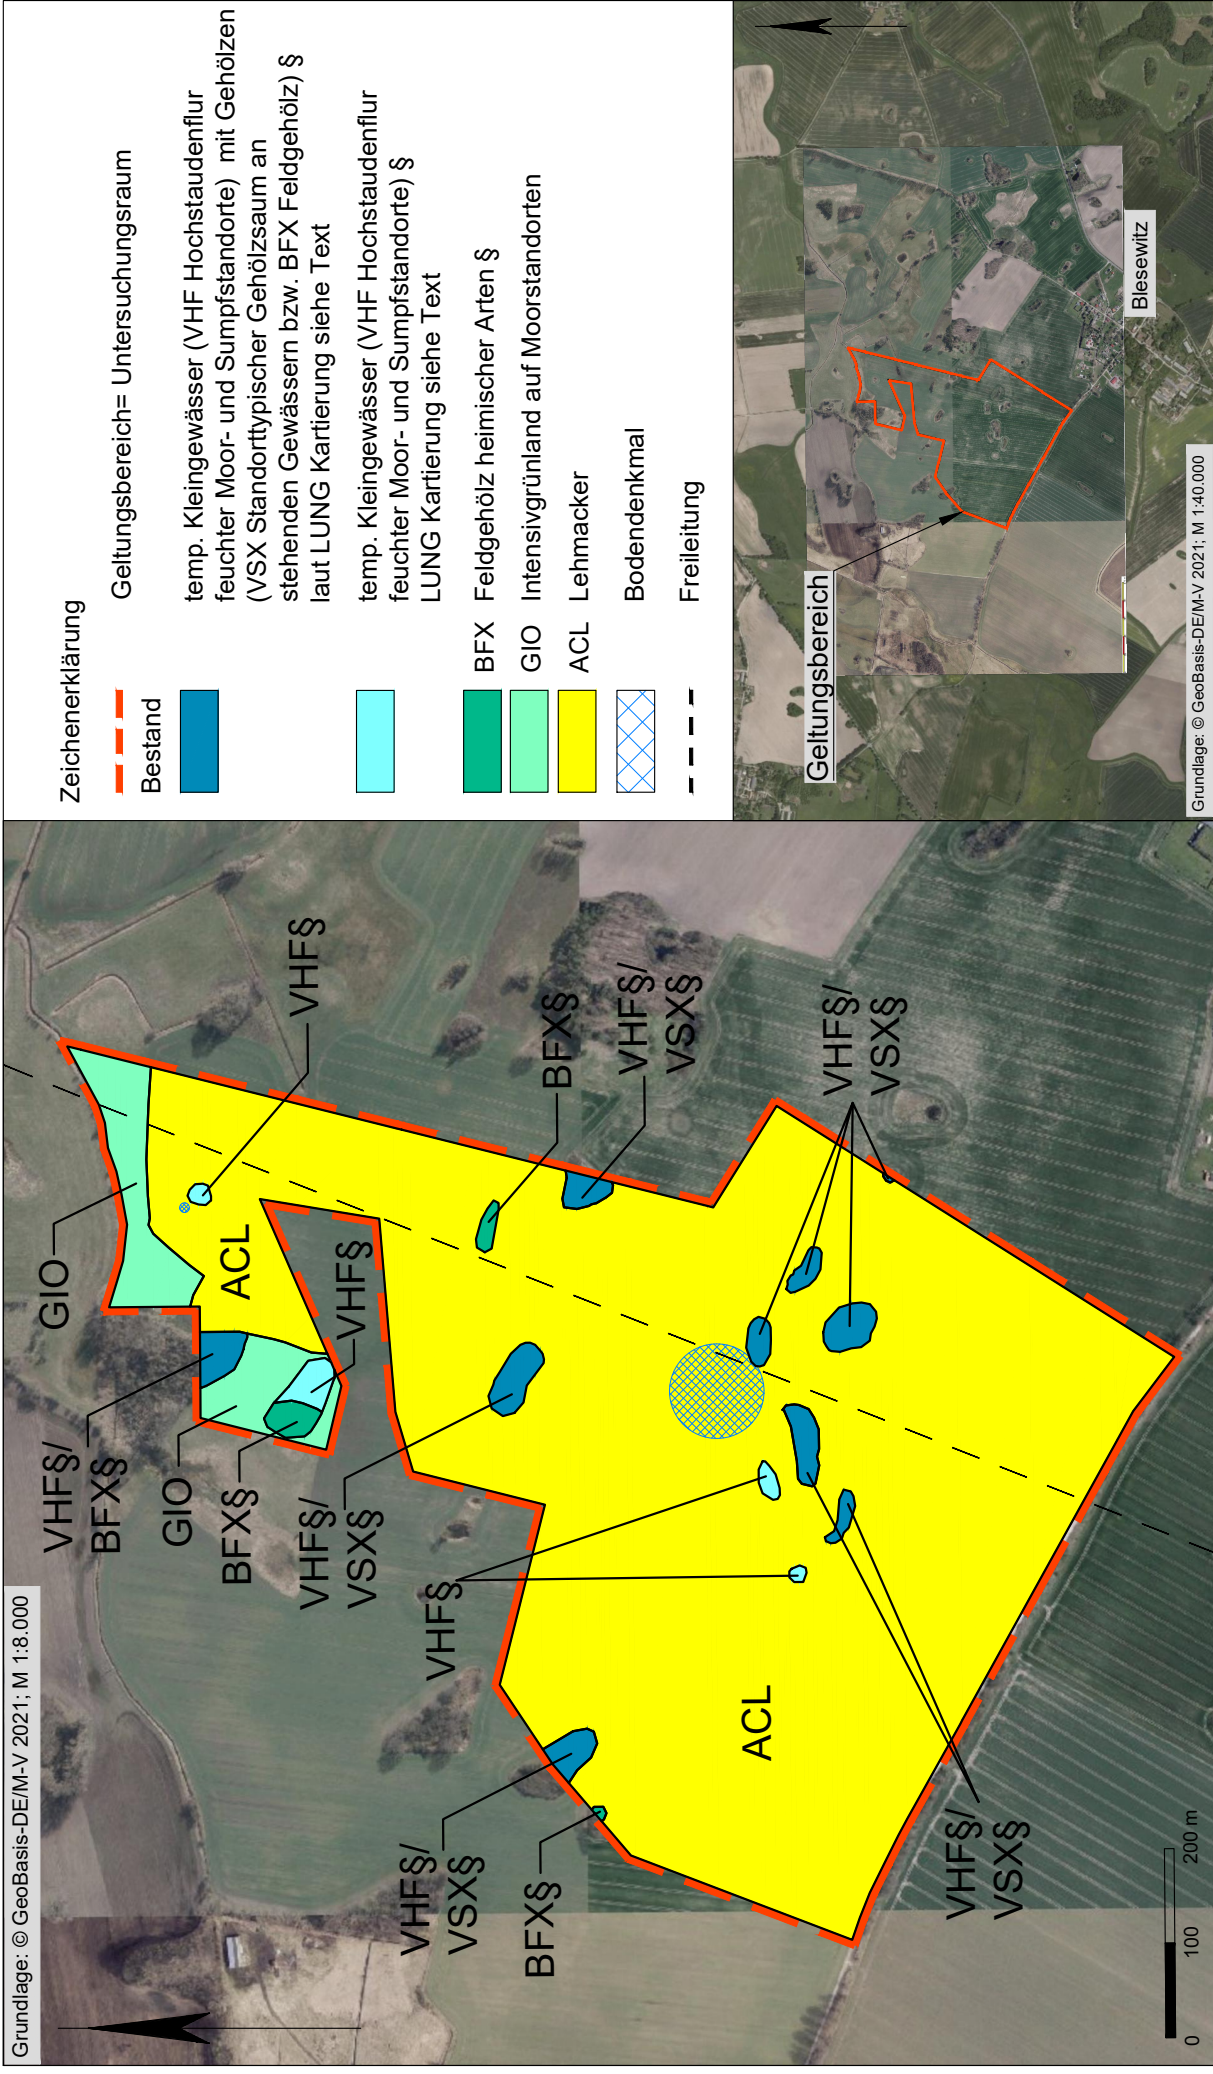 Grundlage: © GeoBasis-DE/M-V 2021; M 1:8.000
VHF§/
BFX§
GIO
GIO
BFX§
VHF§/
VSX§
VHF§
ACL
VHF§
VHF§
BFX§
VHF§/
VSX§
VHF§/
VSX§
VHF§/
VSX§
BFX§
ACL
VHF§/
VSX§
0
100
200 m
Zeichenerklärung
Geltungsbereich= Untersuchungsraum
Bestand
temp. Kleingewässer (VHF Hochstaudenflur
feuchter Moor- und Sumpfstandorte) mit Gehölzen
(VSX Standorttypischer Gehölzsaum an
stehenden Gewässern bzw. BFX Feldgehölz) §
laut LUNG Kartierung siehe Text
temp. Kleingewässer (VHF Hochstaudenflur
feuchter Moor- und Sumpfstandorte) §
LUNG Kartierung siehe Text
BFX Feldgehölz heimischer Arten §
GIO Intensivgrünland auf Moorstandorten
ACL Lehmacker
Bodendenkmal
Freileitung
Geltungsbereich
Blesewitz
Grundlage: © GeoBasis-DE/M-V 2021; M 1:40.000